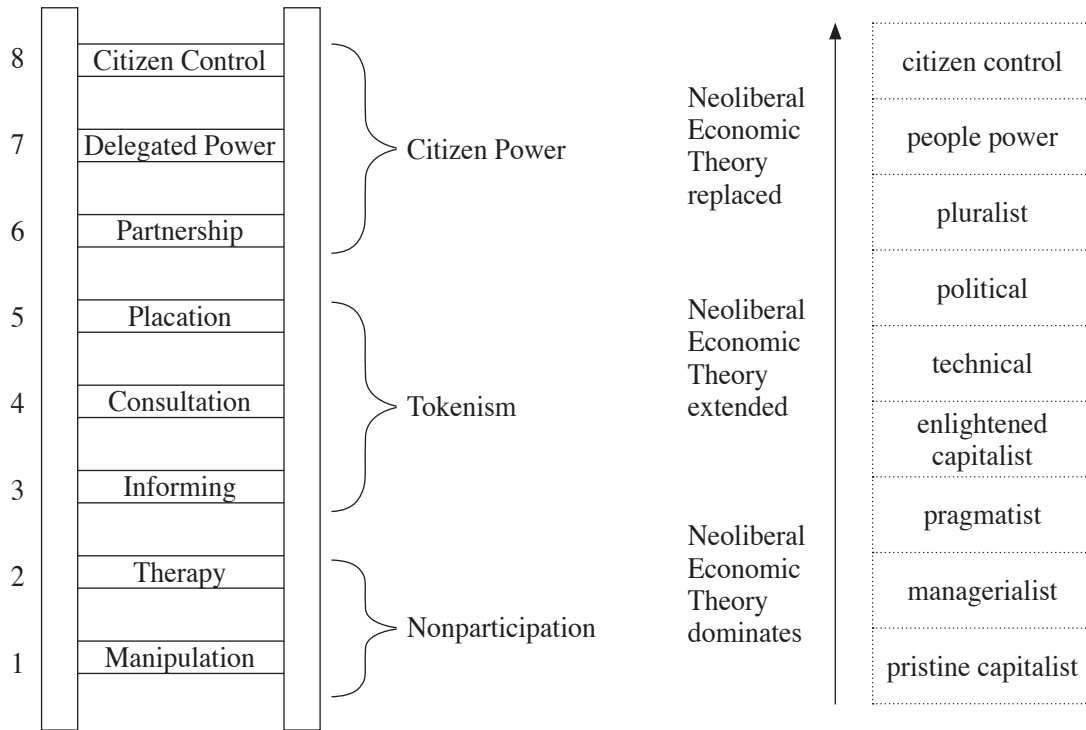 8
Citizen Control
7
Delegated Power
6
Partnership
5
Placation
4
Consultation
3
Informing
2
Therapy
1
Manipulation
Citizen Power
Tokenism
Nonparticipation
Neoliberal
Economic
Theory
replaced
Neoliberal
Economic
Theory
extended
Neoliberal
Economic
Theory
dominates
citizen control
people power
pluralist
political
technical
enlightened
capitalist
pragmatist
managerialist
pristine capitalist